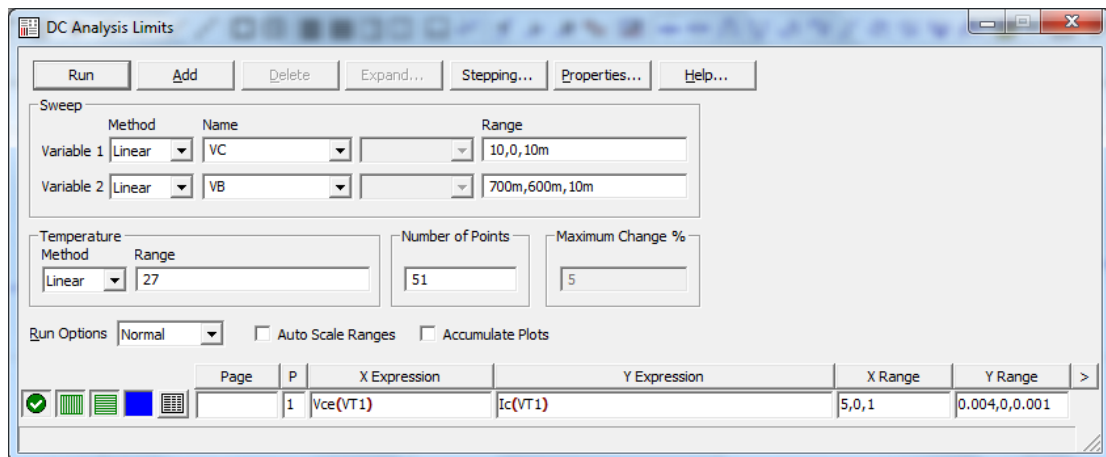 DC Analysis Limits
Run Add Delete Expand... Stepping... Properties... Help...
Sweep
Method Name Range
Variable 1 Linear VC 10,0,10m
Variable 2 Linear VB 700m,600m,10m
Temperature Number of Points Maximum Change %
Method Range
Linear 27 51 5
Run Options Normal Auto Scale Ranges Accumulate Plots
Page P X Expression Y Expression X Range Y Range >
1 Vce(VT1) Ic(VT1) 5,0,1 0.004,0,0.001